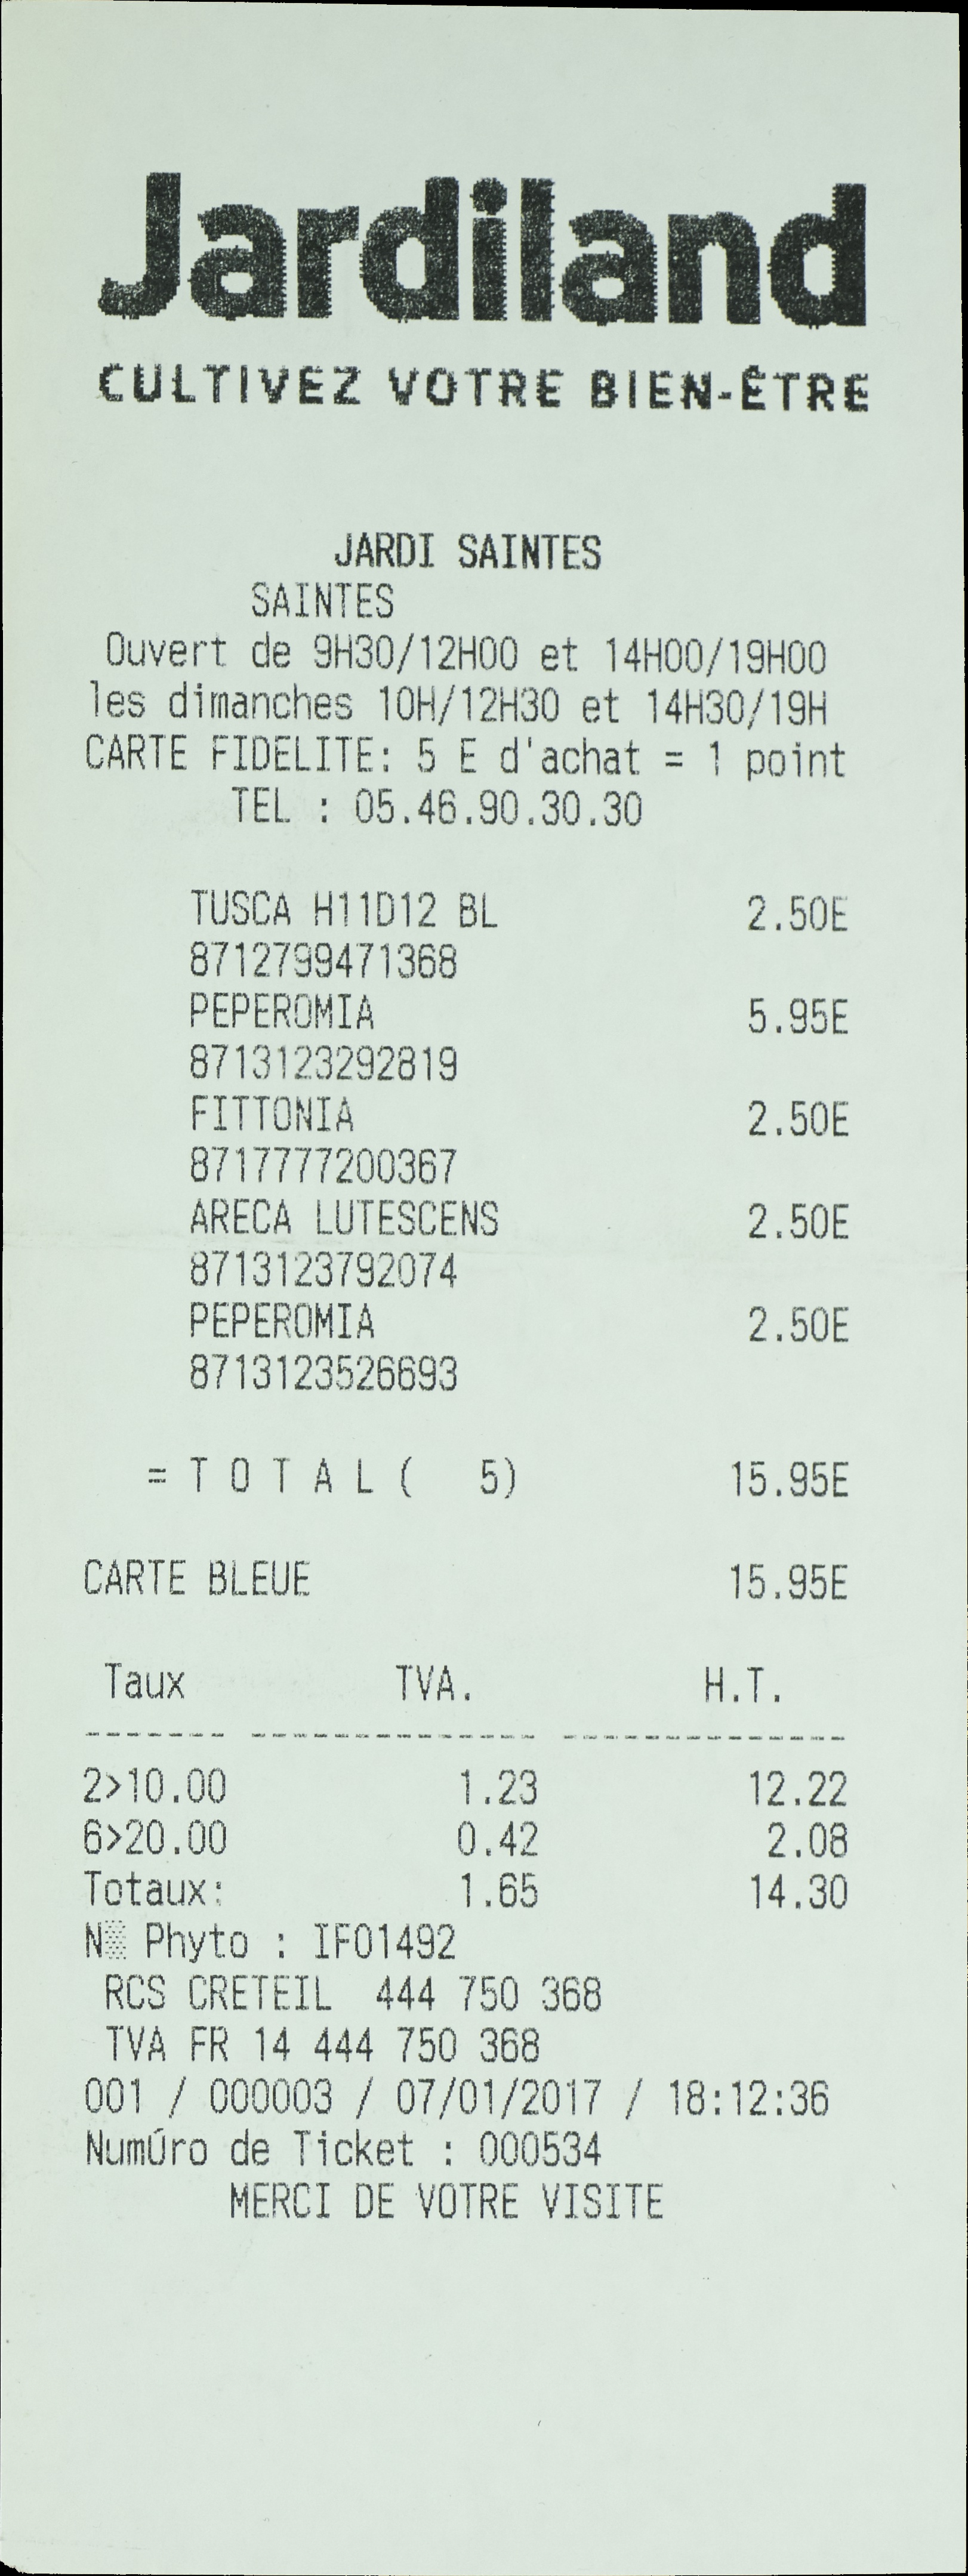 Jardiland
CULTIVEZ VOTRE BIEN-ÊTRE
JARDI SAINTES
SAINTES
Ouvert de 9H30/12H00 et 14H00/19H00
les dimanches 10H/12H30 et 14H30/19H
CARTE FIDELITE: 5 E d'achat = 1 point
TEL : 05.46.90.30.30
TUSCA H11D12 BL 2.50E
8712799471368
PEPEROMIA 5.95E
8713123292819
FITTONIA 2.50E
8717777200367
ARECA LUTESCENS 2.50E
8713123792074
PEPEROMIA 2.50E
8713123526693
= T O T A L ( 5) 15.95E
CARTE BLEUE 15.95E
Taux TVA. H.T.
------- -------------- --------------
2>10.00 1.23 12.22
6>20.00 0.42 2.08
Totaux: 1.65 14.30
N▒ Phyto : IF01492
RCS CRETEIL 444 750 368
TVA FR 14 444 750 368
001 / 000003 / 07/01/2017 / 18:12:36
NumÚro de Ticket : 000534
MERCI DE VOTRE VISITE